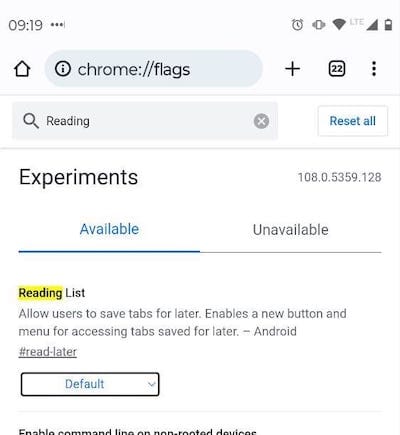 09:19
LTE
chrome://flags
22
Reading
Reset all
Experiments
108.0.5359.128
Available
Unavailable
Reading List
Allow users to save tabs for later. Enables a new button and
menu for accessing tabs saved for later. – Android
#read-later
Default
Enable command line on non-rooted devices